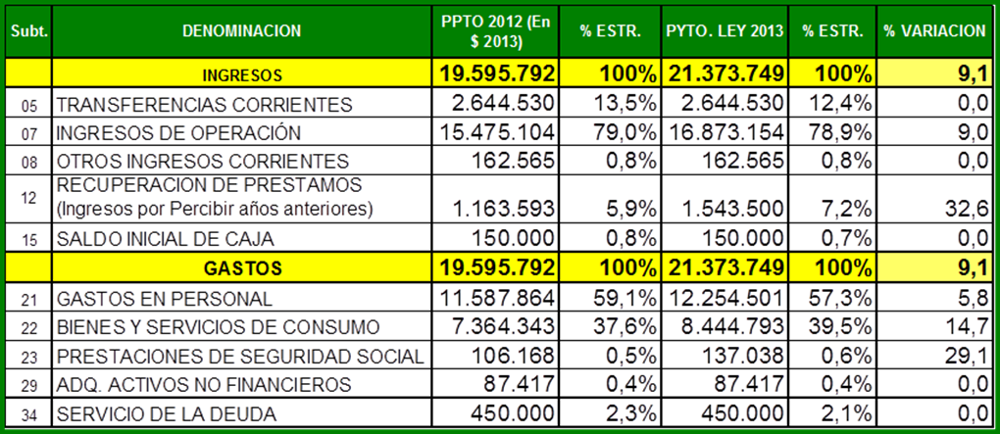 Subt. DENOMINACION PPTO 2012 (En $ 2013) % ESTR. PYTO. LEY 2013 % ESTR. % VARIACION
INGRESOS 19.595.792 100% 21.373.749 100% 9,1
05 TRANSFERENCIAS CORRIENTES 2.644.530 13,5% 2.644.530 12,4% 0,0
07 INGRESOS DE OPERACIÓN 15.475.104 79,0% 16.873.154 78,9% 9,0
08 OTROS INGRESOS CORRIENTES 162.565 0,8% 162.565 0,8% 0,0
12 RECUPERACION DE PRESTAMOS
(Ingresos por Percibir años anteriores) 1.163.593 5,9% 1.543.500 7,2% 32,6
15 SALDO INICIAL DE CAJA 150.000 0,8% 150.000 0,7% 0,0
GASTOS 19.595.792 100% 21.373.749 100% 9,1
21 GASTOS EN PERSONAL 11.587.864 59,1% 12.254.501 57,3% 5,8
22 BIENES Y SERVICIOS DE CONSUMO 7.364.343 37,6% 8.444.793 39,5% 14,7
23 PRESTACIONES DE SEGURIDAD SOCIAL 106.168 0,5% 137.038 0,6% 29,1
29 ADQ. ACTIVOS NO FINANCIEROS 87.417 0,4% 87.417 0,4% 0,0
34 SERVICIO DE LA DEUDA 450.000 2,3% 450.000 2,1% 0,0